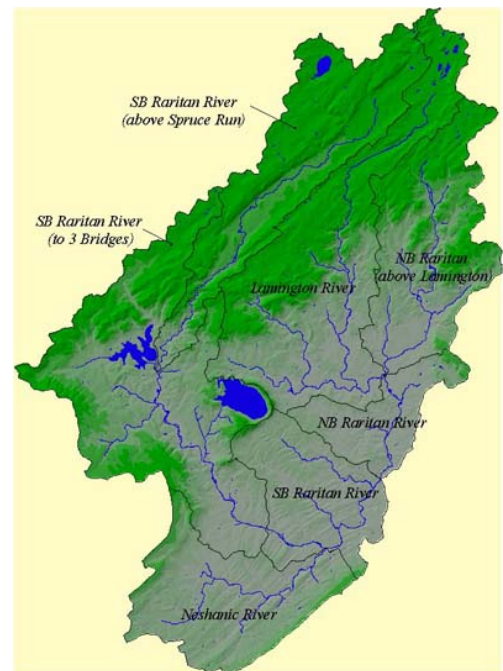 SB Raritan River
(above Spruce Run)
SB Raritan River
(to 3 Bridges)
NB Raritan
(above Lamington)
Lamington River
NB Raritan River
SB Raritan River
Neshanic River